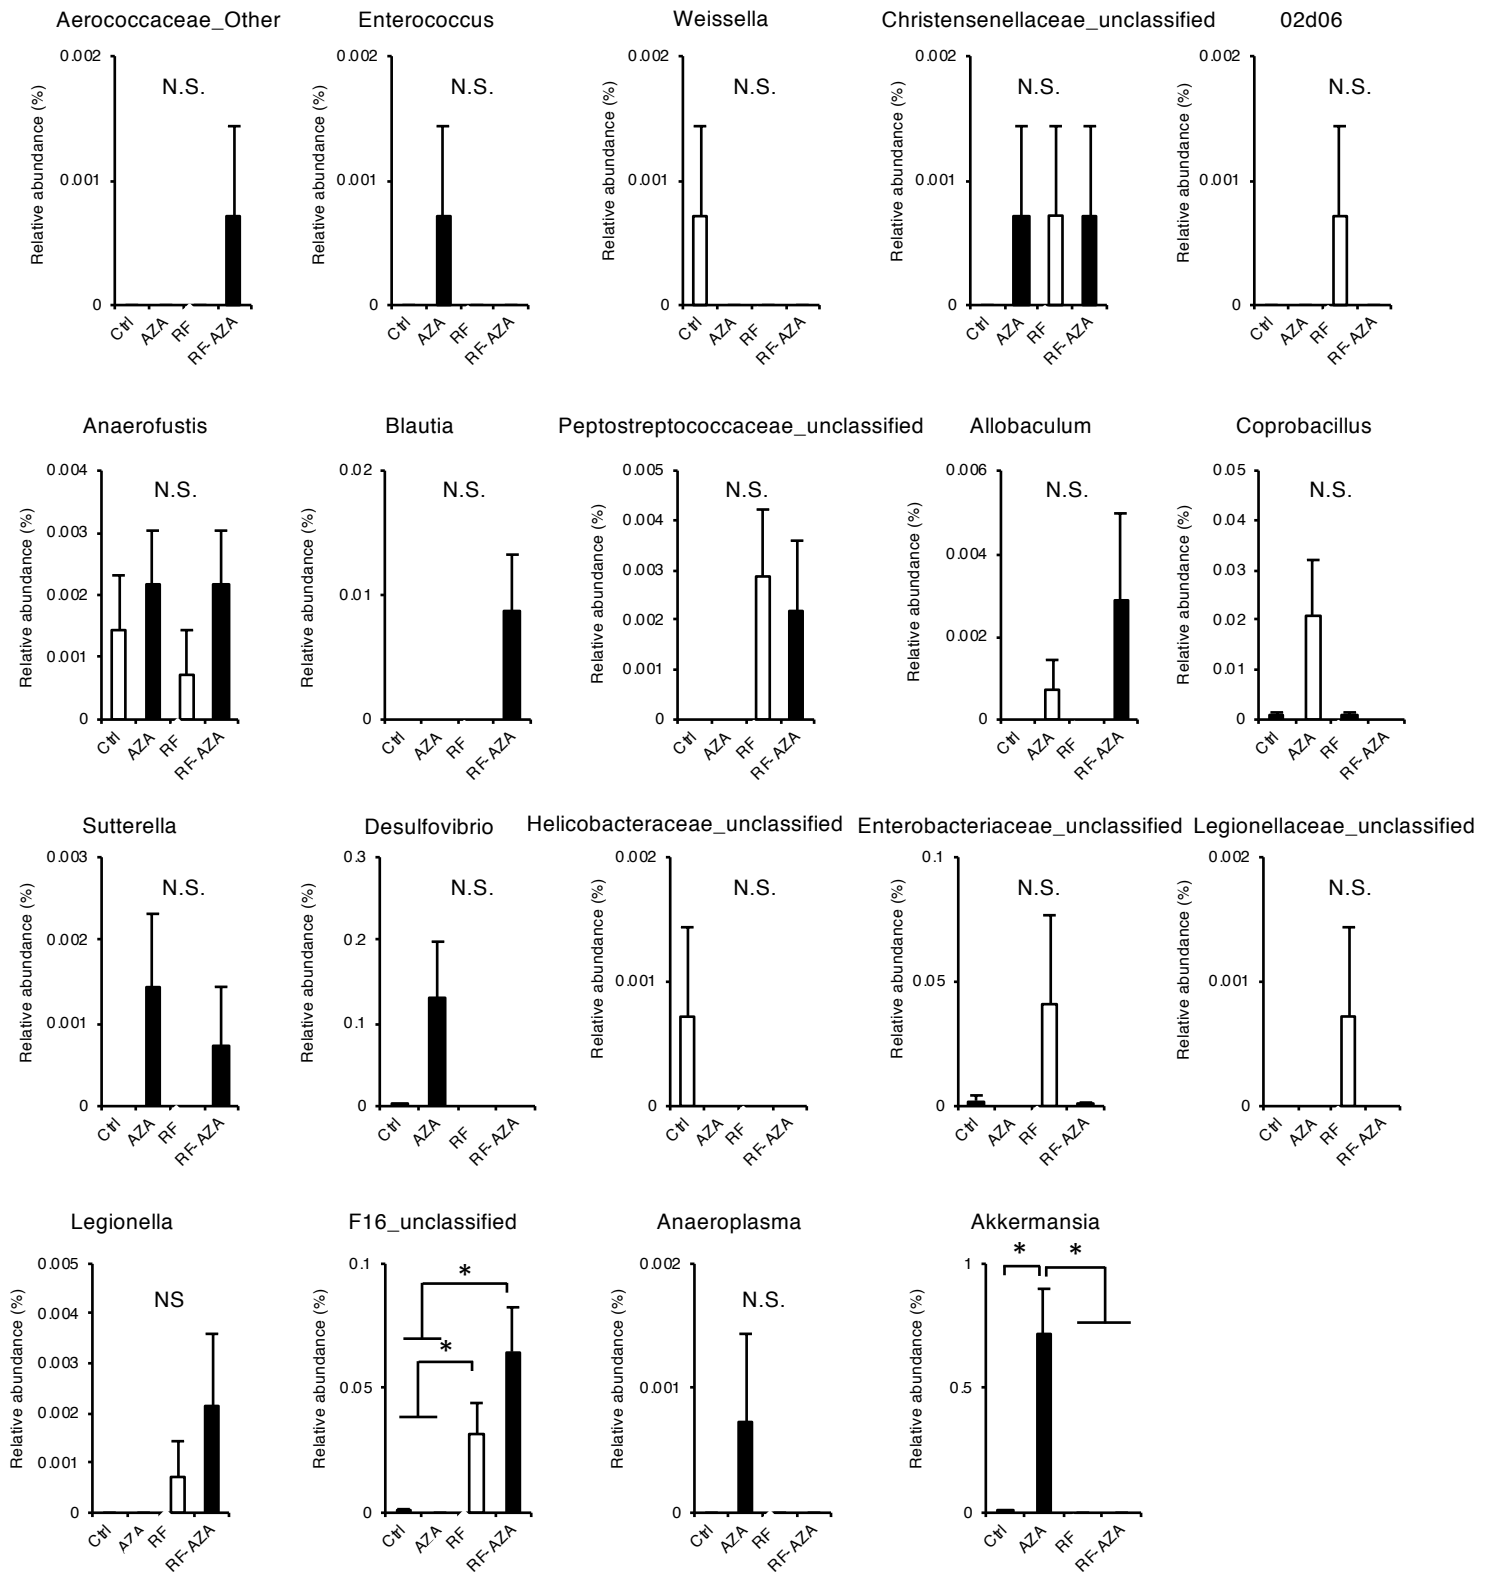 Aerococcaceae_Other
Enterococcus
Weissella
Christensenellaceae_unclassified
02d06
Relative abundance (%)
0.002
0.001
0
N.S.
Ctrl
AZA
RF
RF-AZA
Relative abundance (%)
0.002
0.001
0
N.S.
Ctrl
AZA
RF
RF-AZA
Relative abundance (%)
0.002
0.001
0
N.S.
Ctrl
AZA
RF
RF-AZA
Relative abundance (%)
0.002
0.001
0
N.S.
Ctrl
AZA
RF
RF-AZA
Relative abundance (%)
0.002
0.001
0
N.S.
Ctrl
AZA
RF
RF-AZA
Anaerofustis
Blautia
Peptostreptococcaceae_unclassified
Allobaculum
Coprobacillus
Relative abundance (%)
0.004
0.003
0.002
0.001
0
N.S.
Ctrl
AZA
RF
RF-AZA
Relative abundance (%)
0.02
0.01
0
N.S.
Ctrl
AZA
RF
RF-AZA
Relative abundance (%)
0.005
0.004
0.003
0.002
0.001
0
N.S.
Ctrl
AZA
RF
RF-AZA
Relative abundance (%)
0.006
0.004
0.002
0
N.S.
Ctrl
AZA
RF
RF-AZA
Relative abundance (%)
0.05
0.04
0.03
0.02
0.01
0
N.S.
Ctrl
AZA
RF
RF-AZA
Sutterella
Desulfovibrio
Helicobacteraceae_unclassified
Enterobacteriaceae_unclassified
Legionellaceae_unclassified
Relative abundance (%)
0.003
0.002
0.001
0
N.S.
Ctrl
AZA
RF
RF-AZA
Relative abundance (%)
0.3
0.2
0.1
0
N.S.
Ctrl
AZA
RF
RF-AZA
Relative abundance (%)
0.002
0.001
0
N.S.
Ctrl
AZA
RF
RF-AZA
Relative abundance (%)
0.1
0.05
0
N.S.
Ctrl
AZA
RF
RF-AZA
Relative abundance (%)
0.002
0.001
0
N.S.
Ctrl
AZA
RF
RF-AZA
Legionella
F16_unclassified
Anaeroplasma
Akkermansia
Relative abundance (%)
0.005
0.004
0.003
0.002
0.001
0
NS
Ctrl
AZA
RF
RF-AZA
Relative abundance (%)
0.1
0.05
0
*
*
Ctrl
AZA
RF
RF-AZA
Relative abundance (%)
0.002
0.001
0
N.S.
Ctrl
AZA
RF
RF-AZA
Relative abundance (%)
1
0.5
0
*
*
Ctrl
AZA
RF
RF-AZA